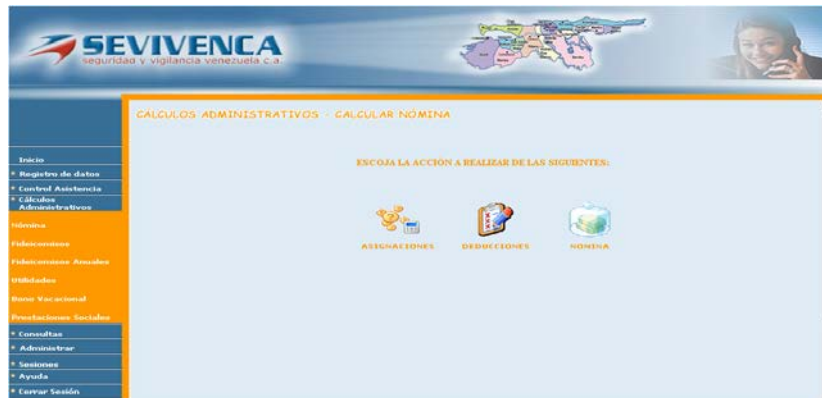 SEVIVENCA
seguridad y vigilancia venezuela c.a.
CALCULOS ADMINISTRATIVOS - CALCULAR NÓMINA
ESCOJA LA ACCIÓN A REALIZAR DE LAS SIGUIENTES:
ASIGNACIONES
DEDUCCIONES
NOMINA
Inicio
* Registro de datos
* Control Asistencia
* Cálculos
Administrativos
Nómina
Fideicomisos
Fideicomisos Anuales
Utilidades
Bono Vacacional
Prestaciones Sociales
* Consultas
* Administrar
* Sesiones
* Ayuda
* Cerrar Sesión